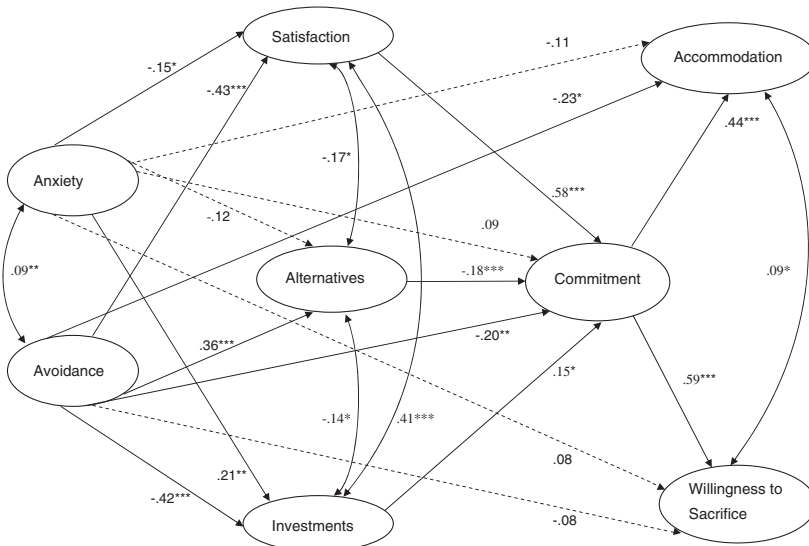 Satisfaction
Accommodation
-.15*
-.11
-.43***
-.23*
.44***
-.17*
Anxiety
.58***
-.12
.09
.09**
Alternatives
-.18***
Commitment
.09*
.36***
-.20**
Avoidance
.15*
.59***
-.14*
.41***
.08
.21**
-.42***
Willingness to
Sacrifice
Investments
-.08